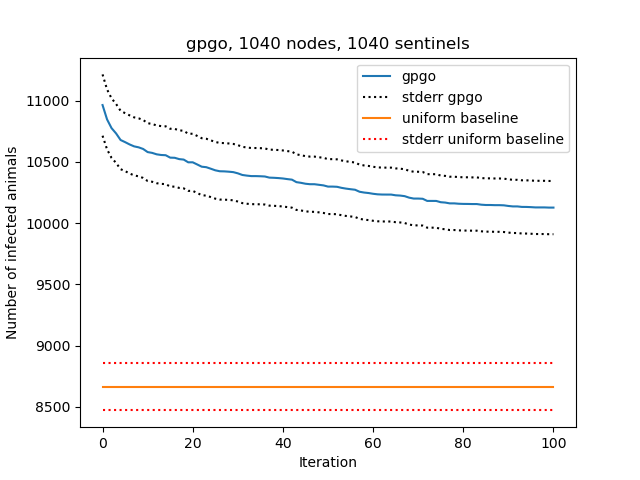 gpgo, 1040 nodes, 1040 sentinels
gpgo
stderr gpgo
uniform baseline
stderr uniform baseline
Number of infected animals
11000
10500
10000
9500
9000
8500
0 20 40 60 80 100
Iteration